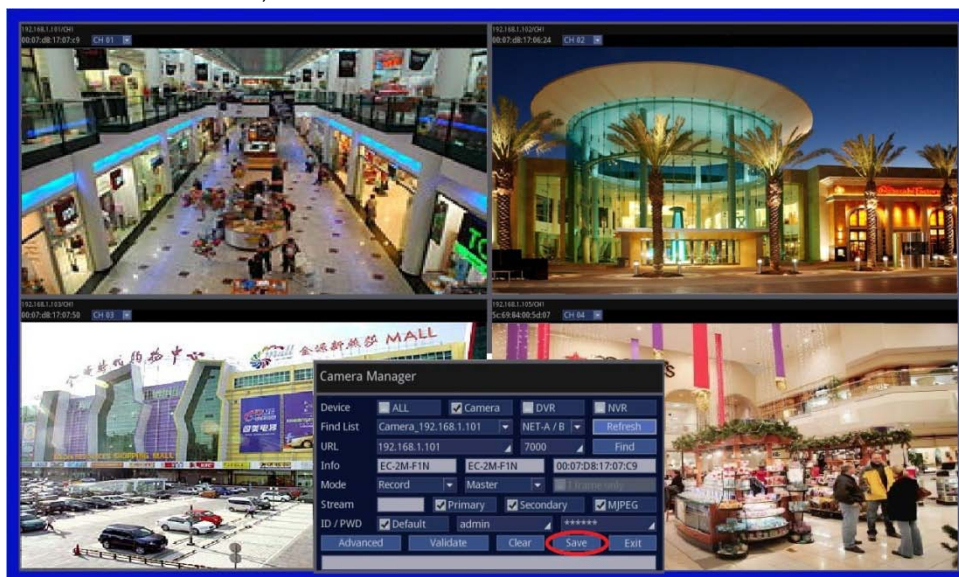 192.168.1.101/CH1
00:07:d8:17:07:c9 CH 01
192.168.1.102/CH1
00:07:d8:17:06:24 CH 02
192.168.1.103/CH1
00:07:d8:17:07:50 CH 03
192.168.1.105/CH1
5c:69:84:00:5d:07 CH 04
MALL
Camera Manager
Device ALL Camera DVR NVR
Find List Camera_192.168.1.101 NET-A / B Refresh
URL 192.168.1.101 7000 Find
Info EC-2M-F1N EC-2M-F1N 00:07:D8:17:07:C9
Mode Record Master 1 frame only
Stream Primary Secondary MJPEG
ID / PWD Default admin ******
Advanced Validate Clear Save Exit